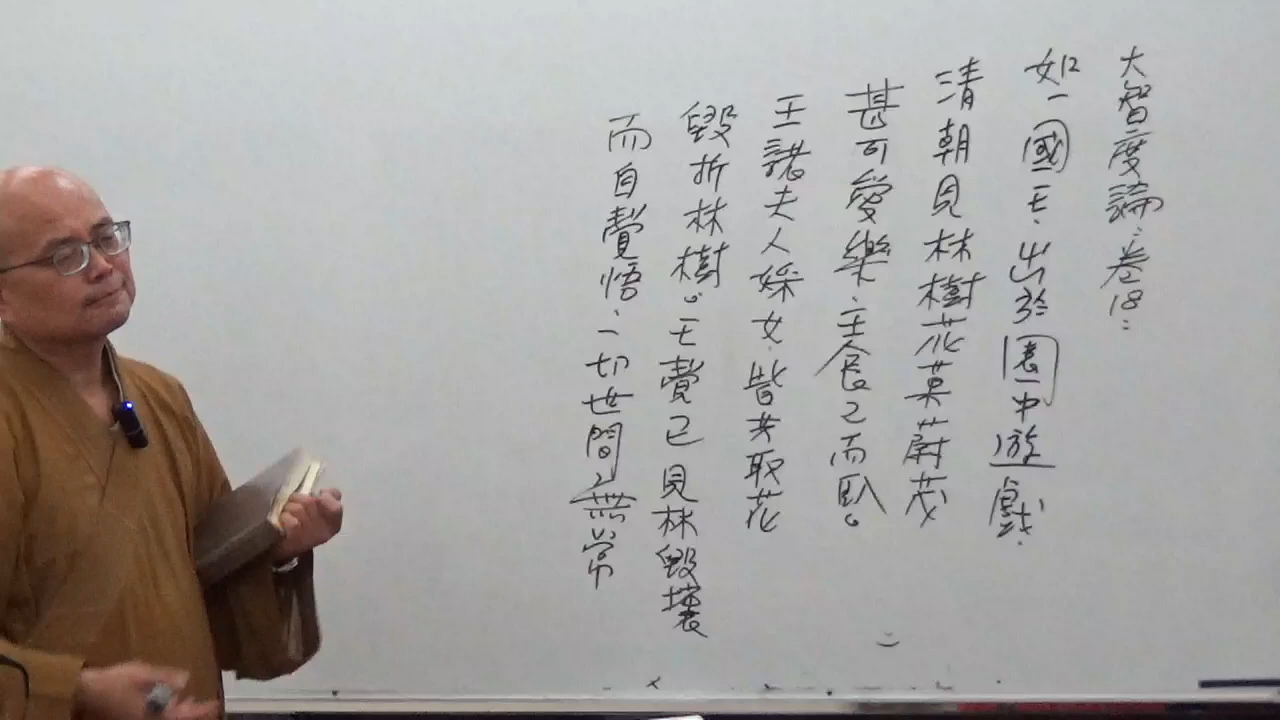 大智度論：卷18：
如一國王、出於園中遊戲．
清朝見林樹花菓蔚茂
甚可愛樂、王食已而臥。
王諸夫人婇女、皆共取花
毀折林樹。王覺已見林毀壞
而自覺悟、一切世間、無常